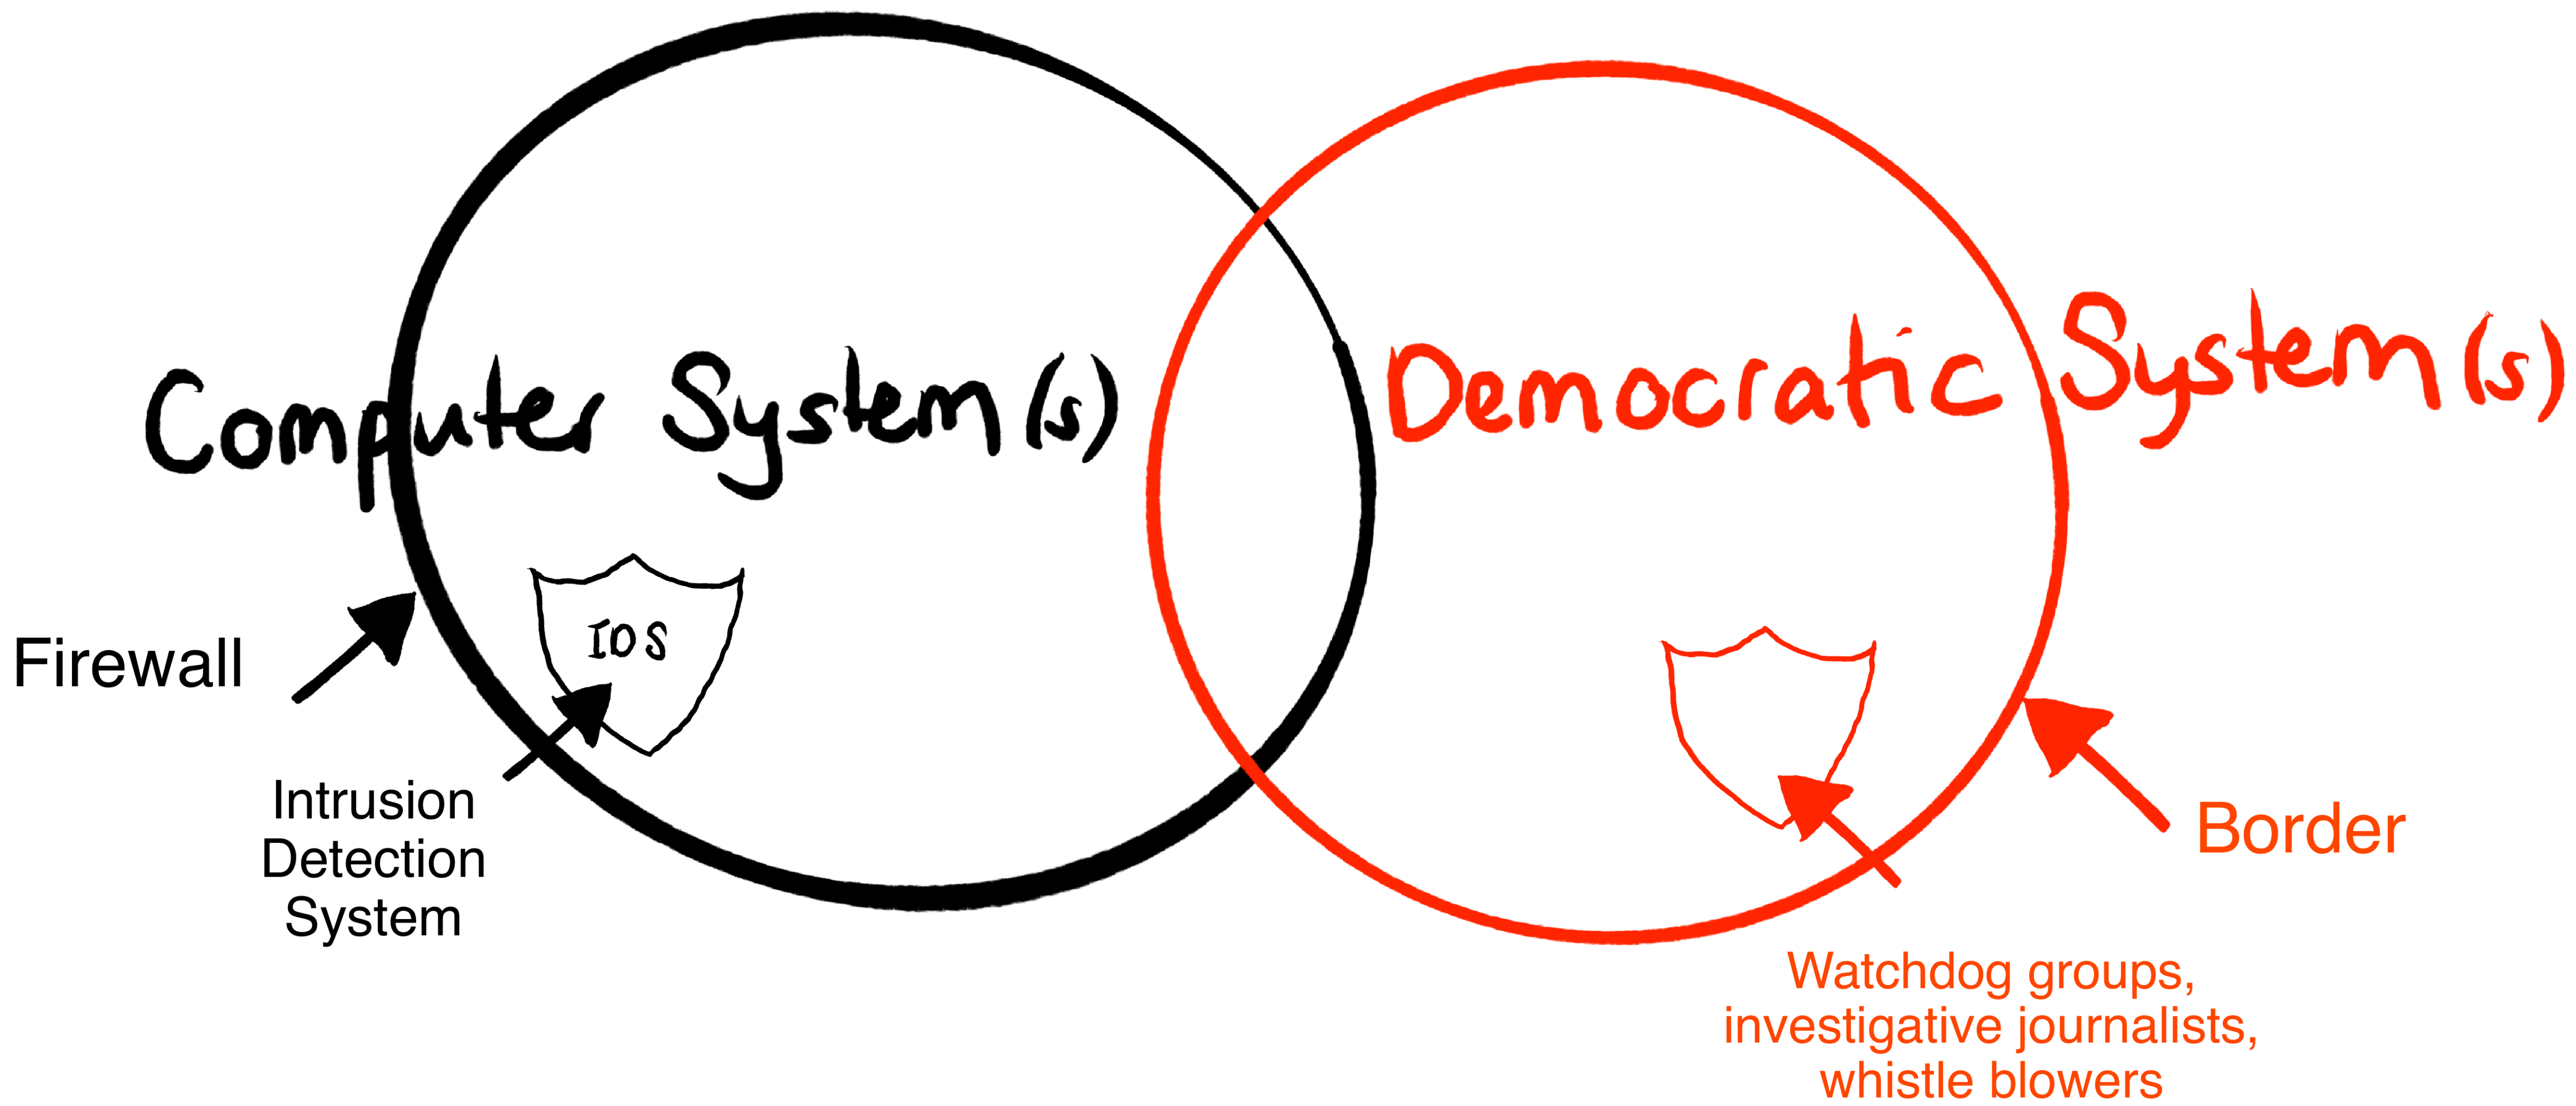 Computer System(s)
Democratic System(s)
Firewall
IDS
Intrusion
Detection
System
Border
Watchdog groups,
investigative journalists,
whistle blowers